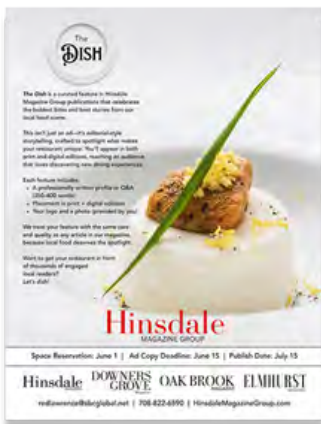 The
DISH
The Dish is a curated feature in Hinsdale
Magazine Group publications that celebrates
the boldest bites and best stories from our
local food scene.
This isn't just an ad—it's editorial-style
storytelling, crafted to spotlight what makes
your restaurant unique. You'll appear in both
print and digital editions, reaching an audience
that loves discovering new dining experiences.
Each feature includes:
• A professionally written profile or Q&A
(350-400 words)
• Placement in print + digital editions
• Your logo and a photo (provided by you)
We treat your feature with the same care
and quality as any article in our magazine,
because local food deserves the spotlight.
Want to get your restaurant in front
of thousands of engaged
local readers?
Let's dish!
Hinsdale
MAGAZINE GROUP
Space Reservation: June 1 | Ad Copy Deadline: June 15 | Publish Date: July 15
Hinsdale DOWNERS GROVE OAK BROOK ELMHURST
708-822-6590 | HinsdaleMagazineGroup.com